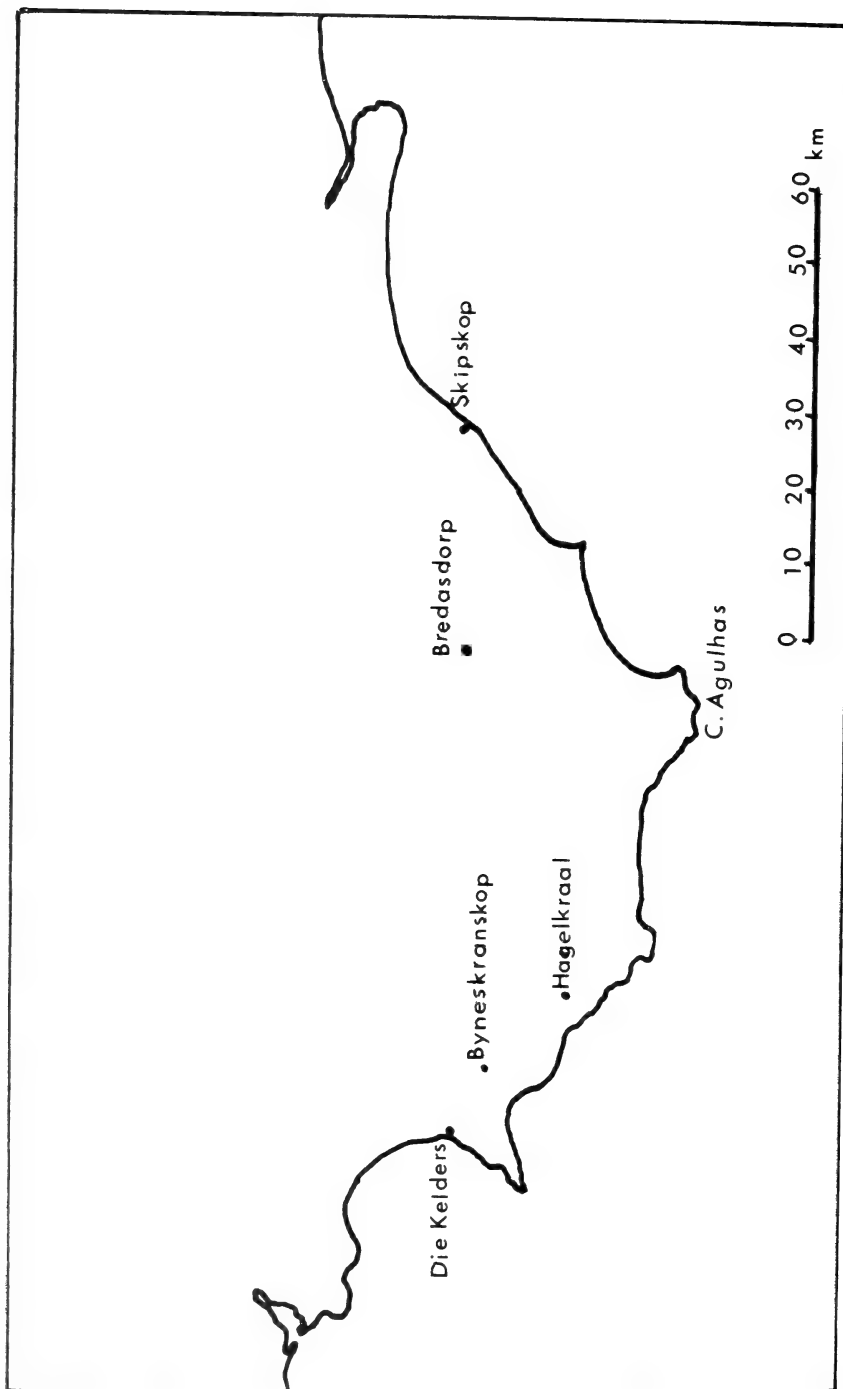 Die Kelders
Byneskranskop
Hagelkraal
Bredasdorp
Skipskop
C. Agulhas
0 10 20 30 40 50 60 km